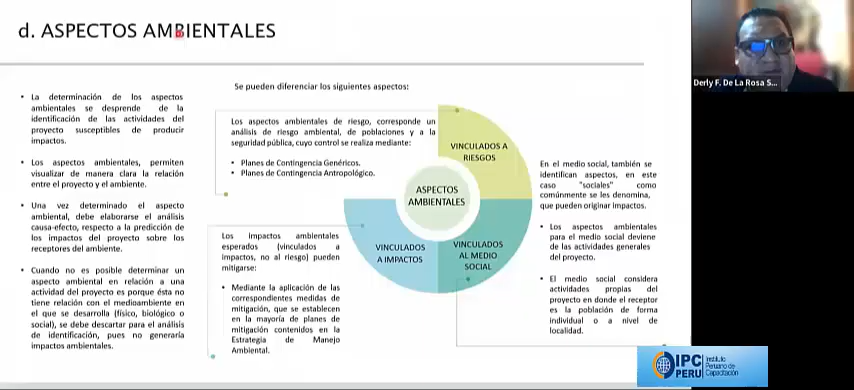 d. ASPECTOS AMBIENTALES
• La determinación de los aspectos
ambientales se desprende de la
identificación de las actividades del
proyecto susceptibles de producir
impactos.
• Los aspectos ambientales, permiten
visualizar de manera clara la relación
entre el proyecto y el ambiente.
• Una vez determinado el aspecto
ambiental, debe elaborarse el análisis
causa-efecto, respecto a la predicción de
los impactos del proyecto sobre los
receptores del ambiente.
• Cuando no es posible determinar un
aspecto ambiental en relación a una
actividad del proyecto es porque ésta no
tiene relación con el medioambiente en
el que se desarrolla (físico, biológico o
social), se debe descartar para el análisis
de identificación, pues no generaría
impactos ambientales.
Se pueden diferenciar los siguientes aspectos:
Los aspectos ambientales de riesgo, corresponde un
análisis de riesgo ambiental, de poblaciones y a la
seguridad pública, cuyo control se realiza mediante:
• Planes de Contingencia Genéricos.
• Planes de Contingencia Antropológico.
Los impactos ambientales
esperados (vinculados a
impactos, no al riesgo) pueden
mitigarse:
• Mediante la aplicación de las
correspondientes medidas de
mitigación, que se establecen
en la mayoría de planes de
mitigación contenidos en la
Estrategia de Manejo
Ambiental.
VINCULADOS A
RIESGOS
ASPECTOS
AMBIENTALES
VINCULADOS
A IMPACTOS
VINCULADOS
AL MEDIO
SOCIAL
En el medio social, también se
identifican aspectos, en este
caso "sociales" como
comúnmente se les denomina,
que pueden originar impactos.
• Los aspectos ambientales
para el medio social deviene
de las actividades generales
del proyecto.
• El medio social considera
actividades propias del
proyecto en donde el receptor
es la población de forma
individual o a nivel de
localidad.
Derly F. De La Rosa S...
IPC
PERU
Instituto
Peruano de
Capacitación